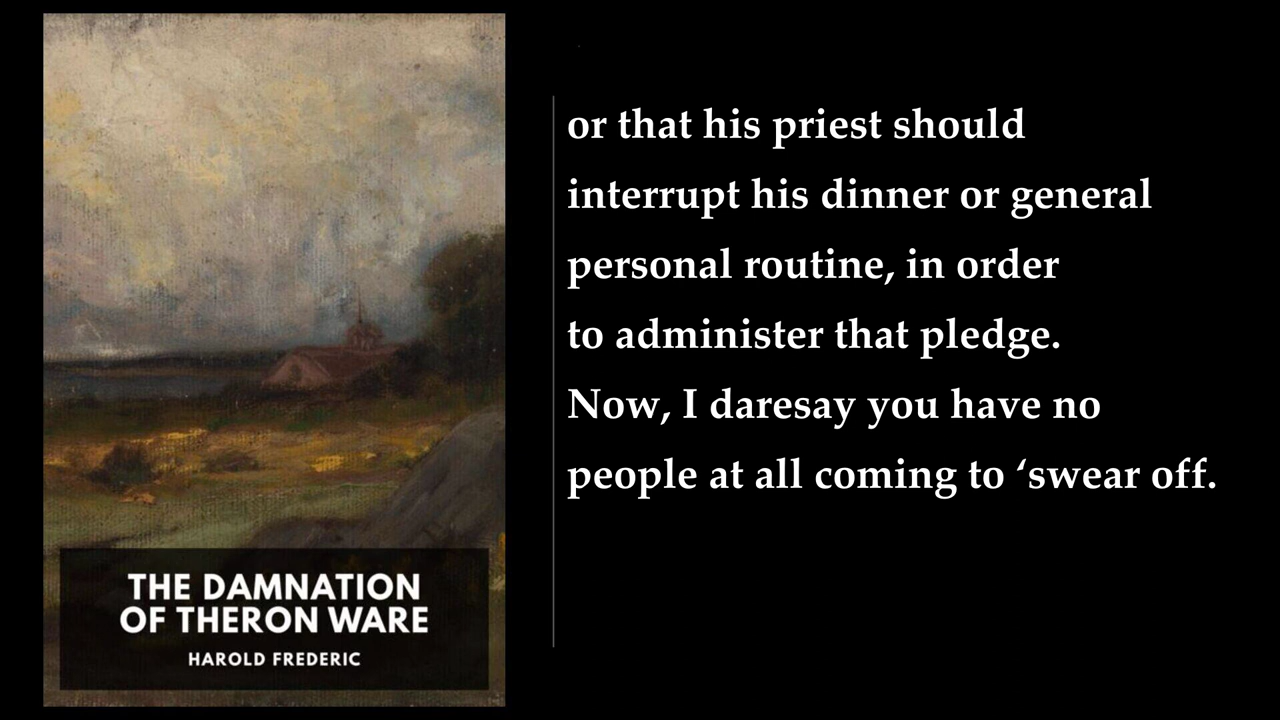 or that his priest should
interrupt his dinner or general
personal routine, in order
to administer that pledge.
Now, I daresay you have no
people at all coming to ‘swear off.
THE DAMNATION
OF THERON WARE
HAROLD FREDERIC